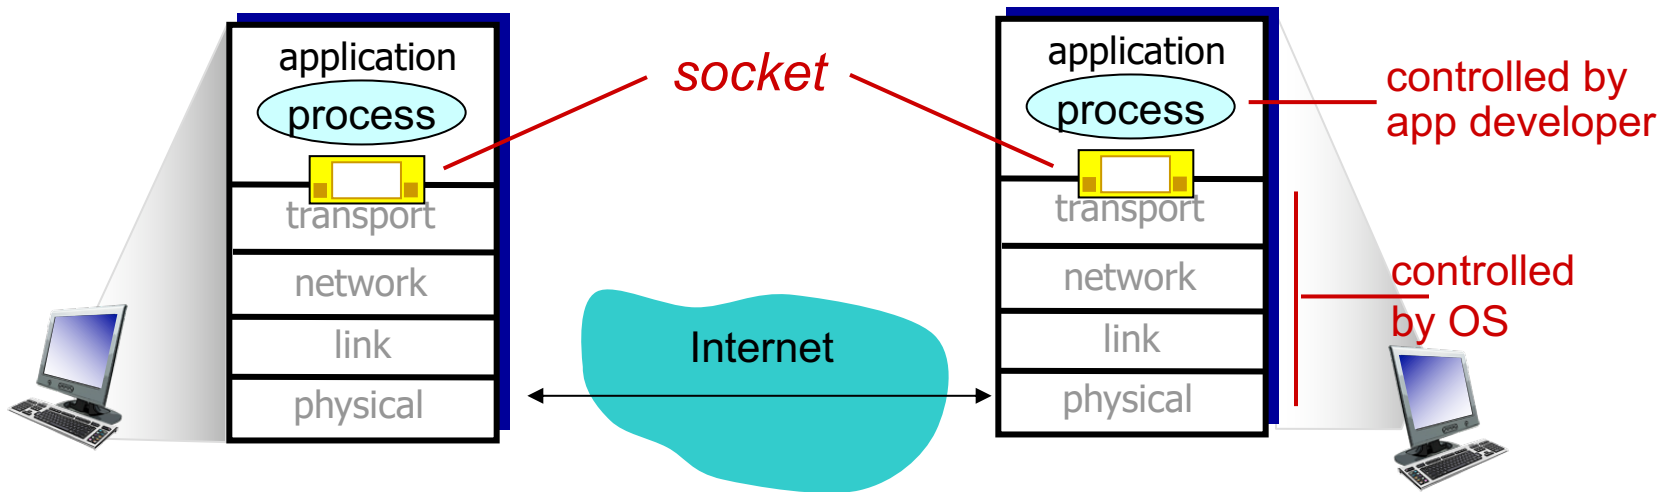 application
process
transport
network
link
physical
socket
Internet
application
process
transport
network
link
physical
controlled by
app developer
controlled
by OS